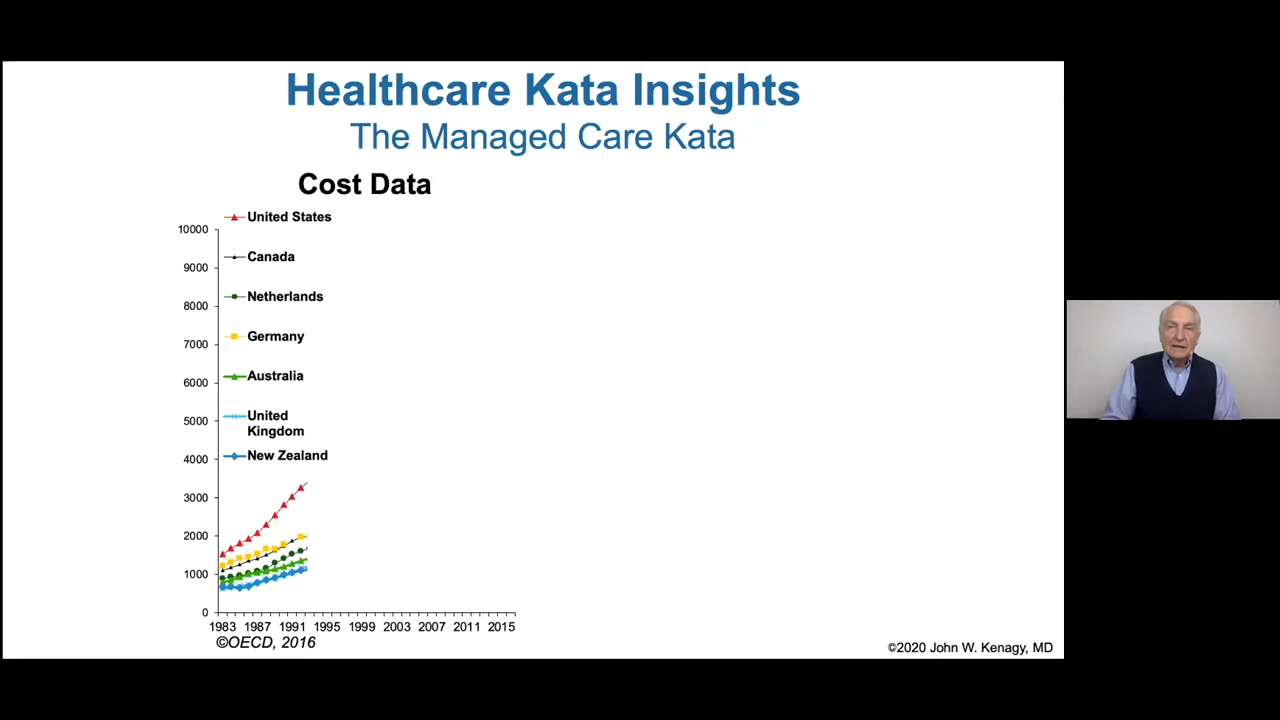 Healthcare Kata Insights
The Managed Care Kata
Cost Data
United States
10000
Canada
9000
Netherlands
8000
Germany
7000
Australia
6000
United
Kingdom
5000
New Zealand
4000
3000
2000
1000
0
1983 1987 1991 1995 1999 2003 2007 2011 2015
©OECD, 2016
©2020 John W. Kenagy, MD